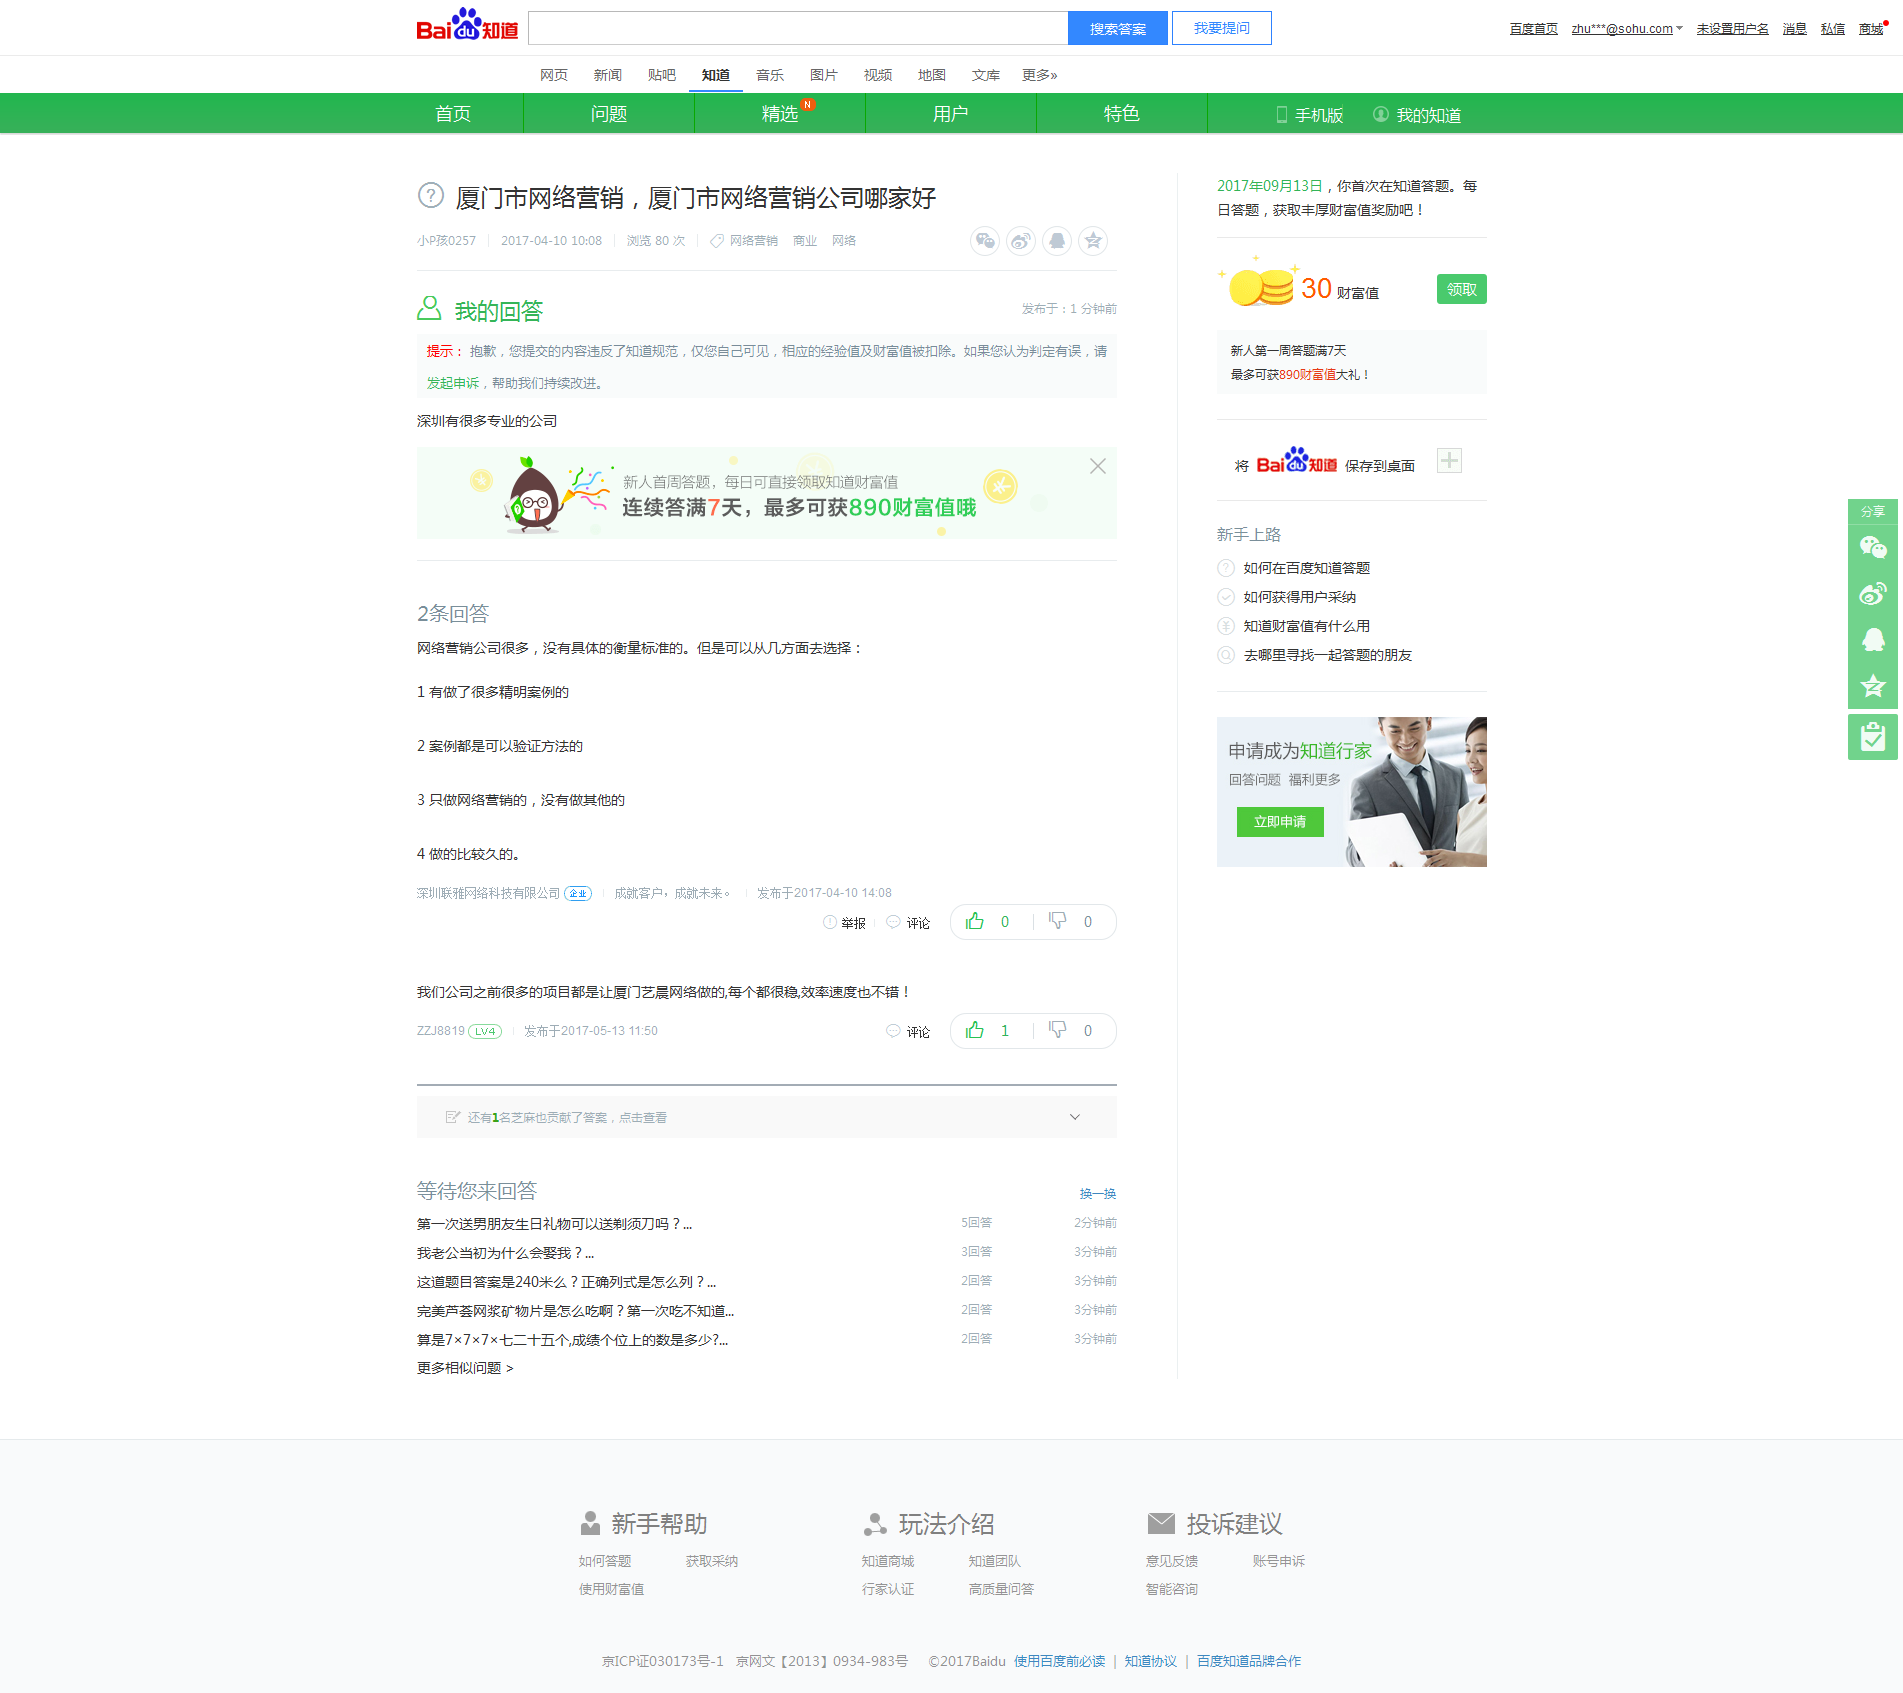 Baidu知道
搜索答案
我要提问
百度首页
zhu***@sohu.com
未设置用户名
消息
私信
商城
网页
新闻
贴吧
知道
音乐
图片
视频
地图
文库
更多»
首页
问题
精选
N
用户
特色
手机版
我的知道
厦门市网络营销，厦门市网络营销公司哪家好
小P孩0257
2017-04-10 10:08
浏览 80 次
网络营销
商业
网络
我的回答
发布于：1 分钟前
提示： 抱歉，您提交的内容违反了知道规范，仅您自己可见，相应的经验值及财富值被扣除。如果您认为判定有误，请
发起申诉，帮助我们持续改进。
深圳有很多专业的公司
新人首周答题，每日可直接领取知道财富值
连续答满7天，最多可获890财富值哦
2条回答
网络营销公司很多，没有具体的衡量标准的。但是可以从几方面去选择：
1 有做了很多精明案例的
2 案例都是可以验证方法的
3 只做网络营销的，没有做其他的
4 做的比较久的。
深圳联雅网络科技有限公司
企业
成就客户，成就未来。
发布于2017-04-10 14:08
举报
评论
0
0
我们公司之前很多的项目都是让厦门艺晨网络做的,每个都很稳,效率速度也不错！
ZZJ8819
LV4
发布于2017-05-13 11:50
评论
1
0
还有1名芝麻也贡献了答案，点击查看
等待您来回答
换一换
第一次送男朋友生日礼物可以送剃须刀吗？...
5回答
2分钟前
我老公当初为什么会娶我？...
3回答
3分钟前
这道题目答案是240米么？正确列式是怎么列？...
2回答
3分钟前
完美芦荟网浆矿物片是怎么吃啊？第一次吃不知道...
2回答
3分钟前
算是7×7×7×七二十五个,成绩个位上的数是多少?...
2回答
3分钟前
更多相似问题 >
2017年09月13日，你首次在知道答题。每
日答题，获取丰厚财富值奖励吧！
30 财富值
领取
新人第一周答题满7天
最多可获890财富值大礼！
将 Baidu知道 保存到桌面
新手上路
如何在百度知道答题
如何获得用户采纳
知道财富值有什么用
去哪里寻找一起答题的朋友
申请成为知道行家
回答问题 福利更多
立即申请
分享
新手帮助
如何答题
获取采纳
使用财富值
玩法介绍
知道商城
知道团队
行家认证
高质量问答
投诉建议
意见反馈
账号申诉
智能咨询
京ICP证030173号-1 京网文【2013】0934-983号 ©2017Baidu 使用百度前必读 | 知道协议 | 百度知道品牌合作